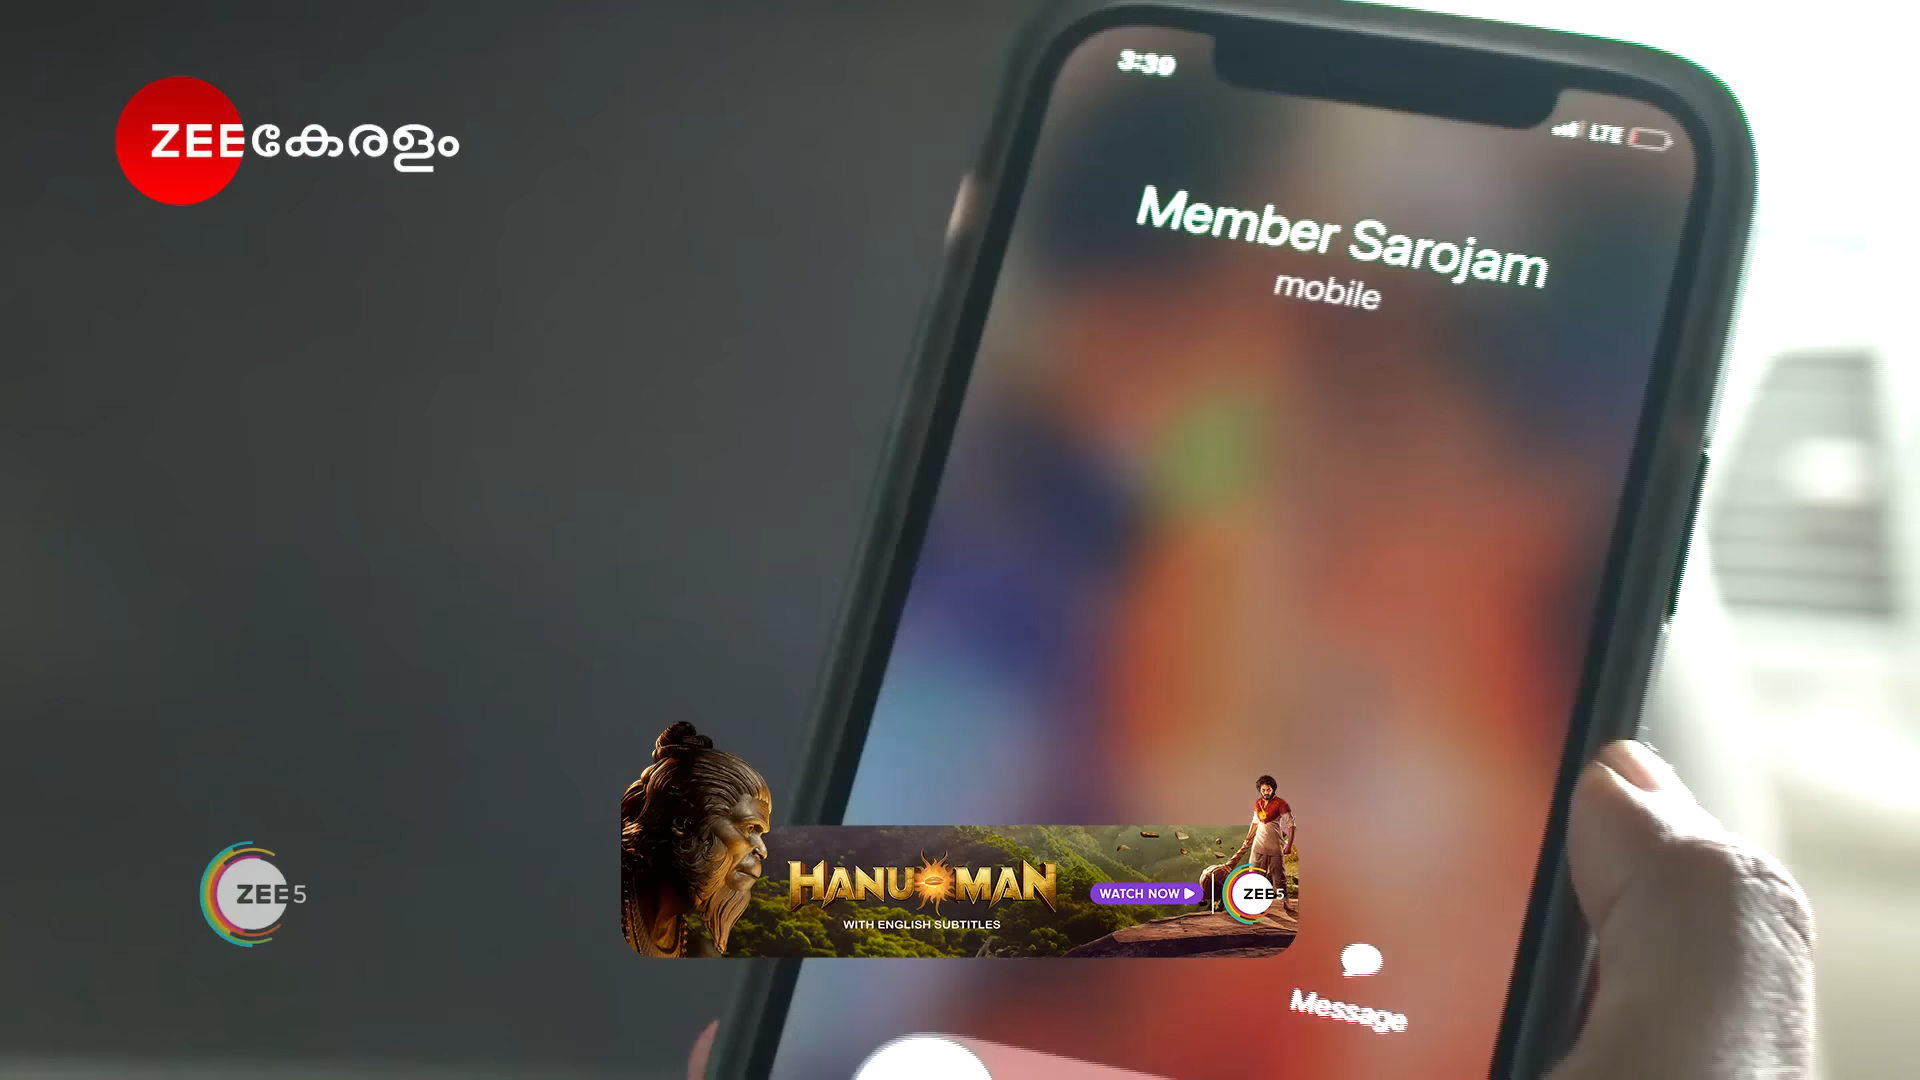 ZEEകേരളം
3:39
LTE
Member Sarojam
mobile
HANUMAN
WITH ENGLISH SUBTITLES
WATCH NOW
ZEE5
ZEE5
Message